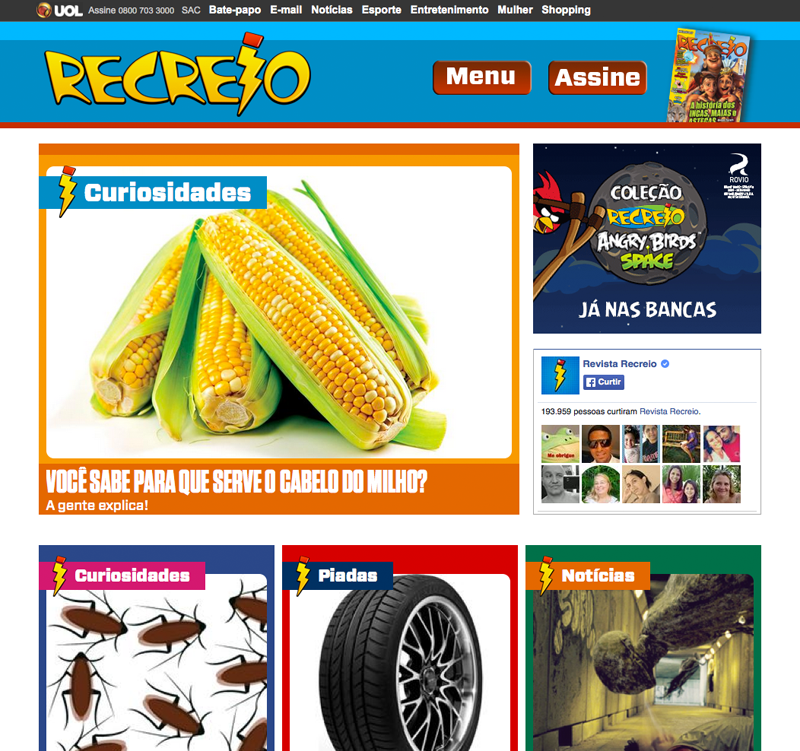 UOL Assine 0800 703 3000 SAC Bate-papo E-mail Notícias Esporte Entretenimento Mulher Shopping
RECREIO
Menu
Assine
RECREIO
A história dos
INCAS, MAIAS e
ASTECAS
Curiosidades
VOCÊ SABE PARA QUE SERVE O CABELO DO MILHO?
A gente explica!
ROVIO
COLEÇÃO
RECREIO
ANGRY BIRDS
SPACE
JÁ NAS BANCAS
Revista Recreio
Curtir
193.959 pessoas curtiram Revista Recreio.
Me obrigue
Curiosidades
Piadas
Notícias